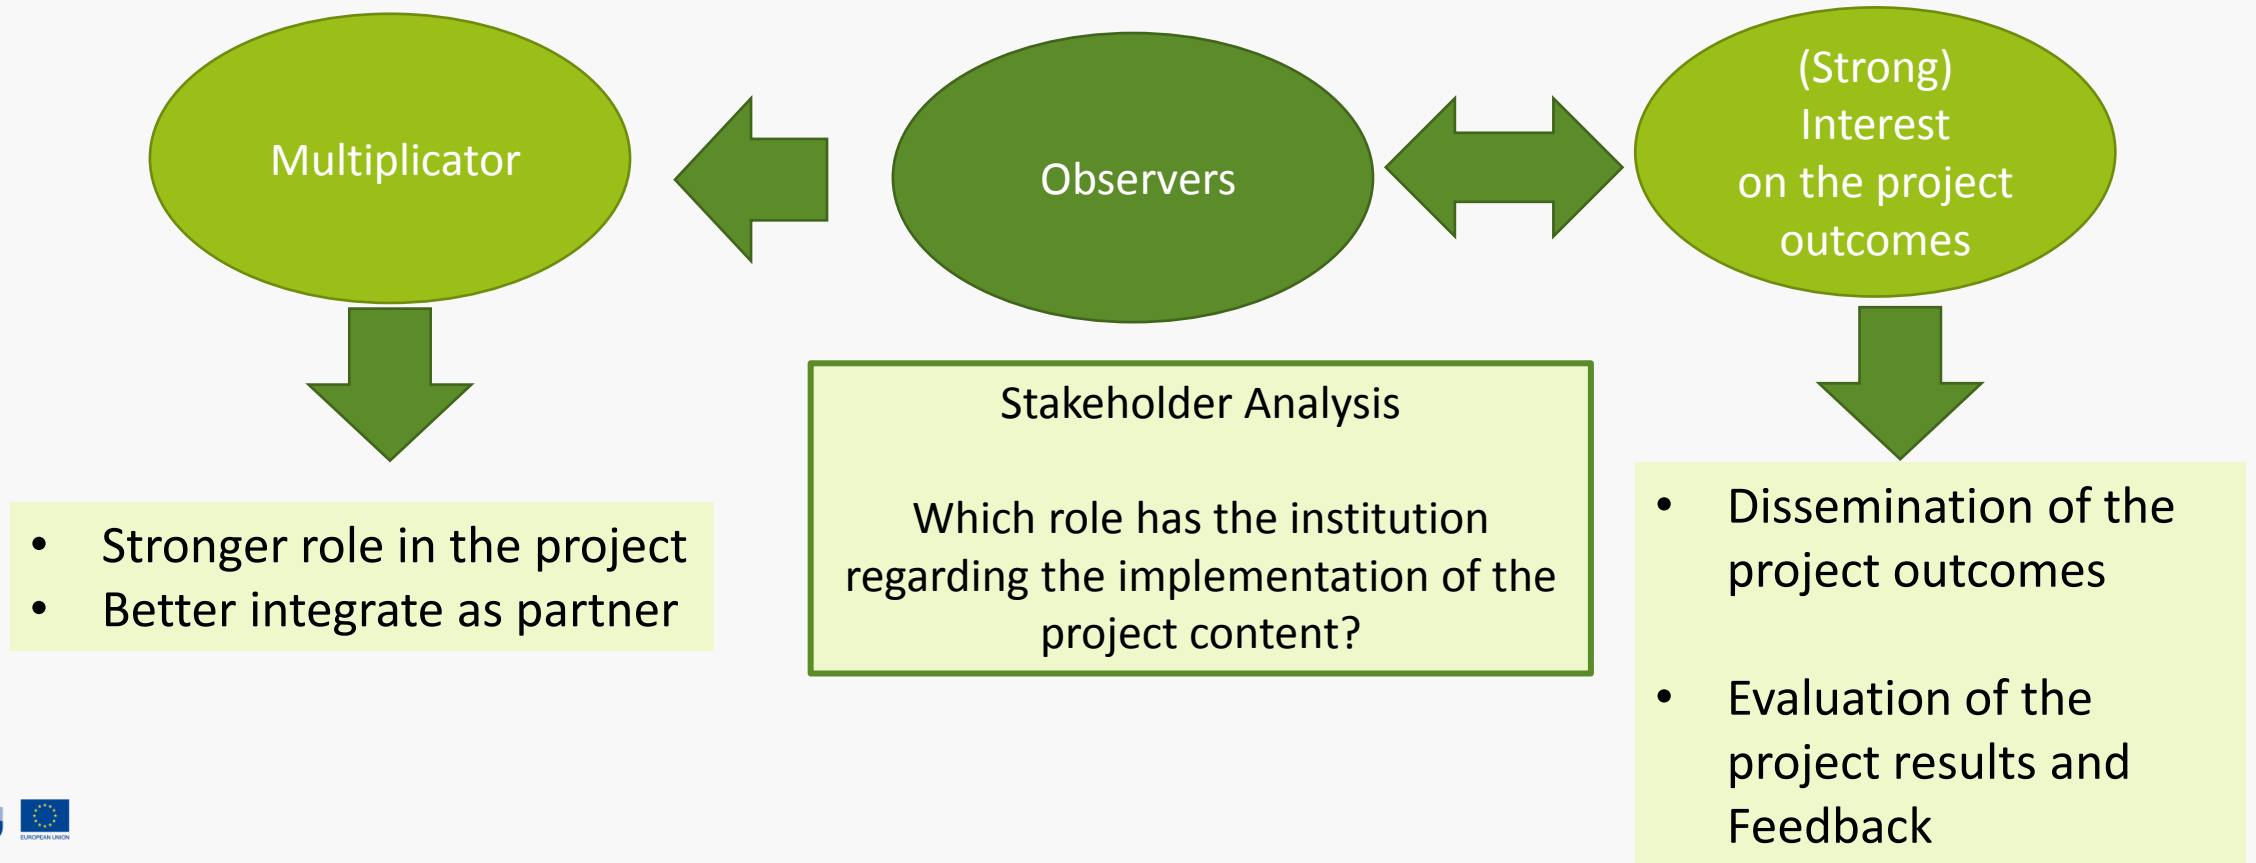 Multiplicator
Observers
(Strong)
Interest
on the project
outcomes
Stakeholder Analysis
Which role has the institution
regarding the implementation of the
project content?
• Stronger role in the project
• Better integrate as partner
• Dissemination of the
project outcomes
• Evaluation of the
project results and
Feedback
EUROPEAN UNION